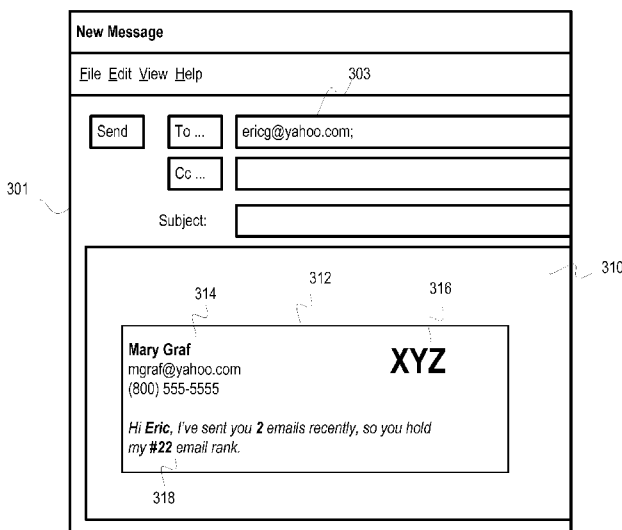 New Message
File Edit View Help
303
Send To ... ericg@yahoo.com;
Cc ...
301
Subject:
310
312
314
316
Mary Graf
XYZ
mgraf@yahoo.com
(800) 555-5555
Hi Eric, I've sent you 2 emails recently, so you hold
my #22 email rank.
318